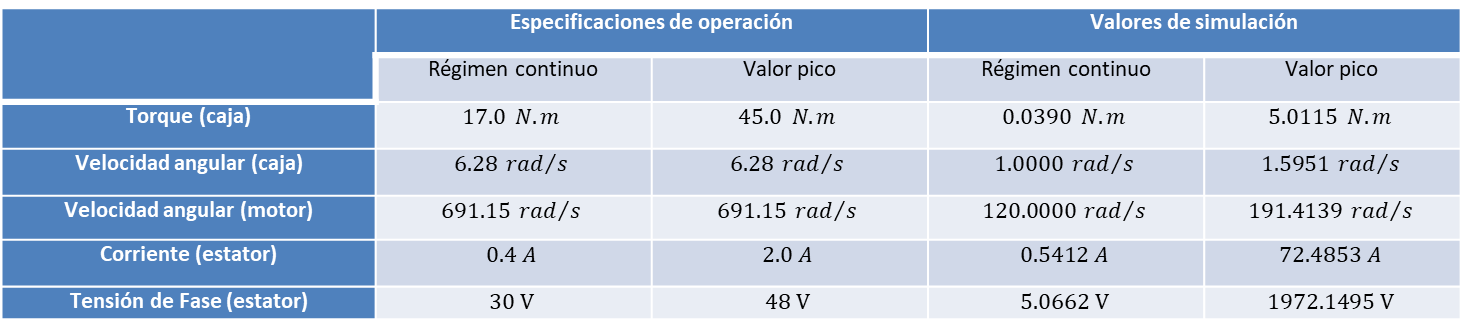 Especificaciones de operación Valores de simulación
Régimen continuo Valor pico Régimen continuo Valor pico
Torque (caja) 17.0 N.m 45.0 N.m 0.0390 N.m 5.0115 N.m
Velocidad angular (caja) 6.28 rad/s 6.28 rad/s 1.0000 rad/s 1.5951 rad/s
Velocidad angular (motor) 691.15 rad/s 691.15 rad/s 120.0000 rad/s 191.4139 rad/s
Corriente (estator) 0.4 A 2.0 A 0.5412 A 72.4853 A
Tensión de Fase (estator) 30 V 48 V 5.0662 V 1972.1495 V